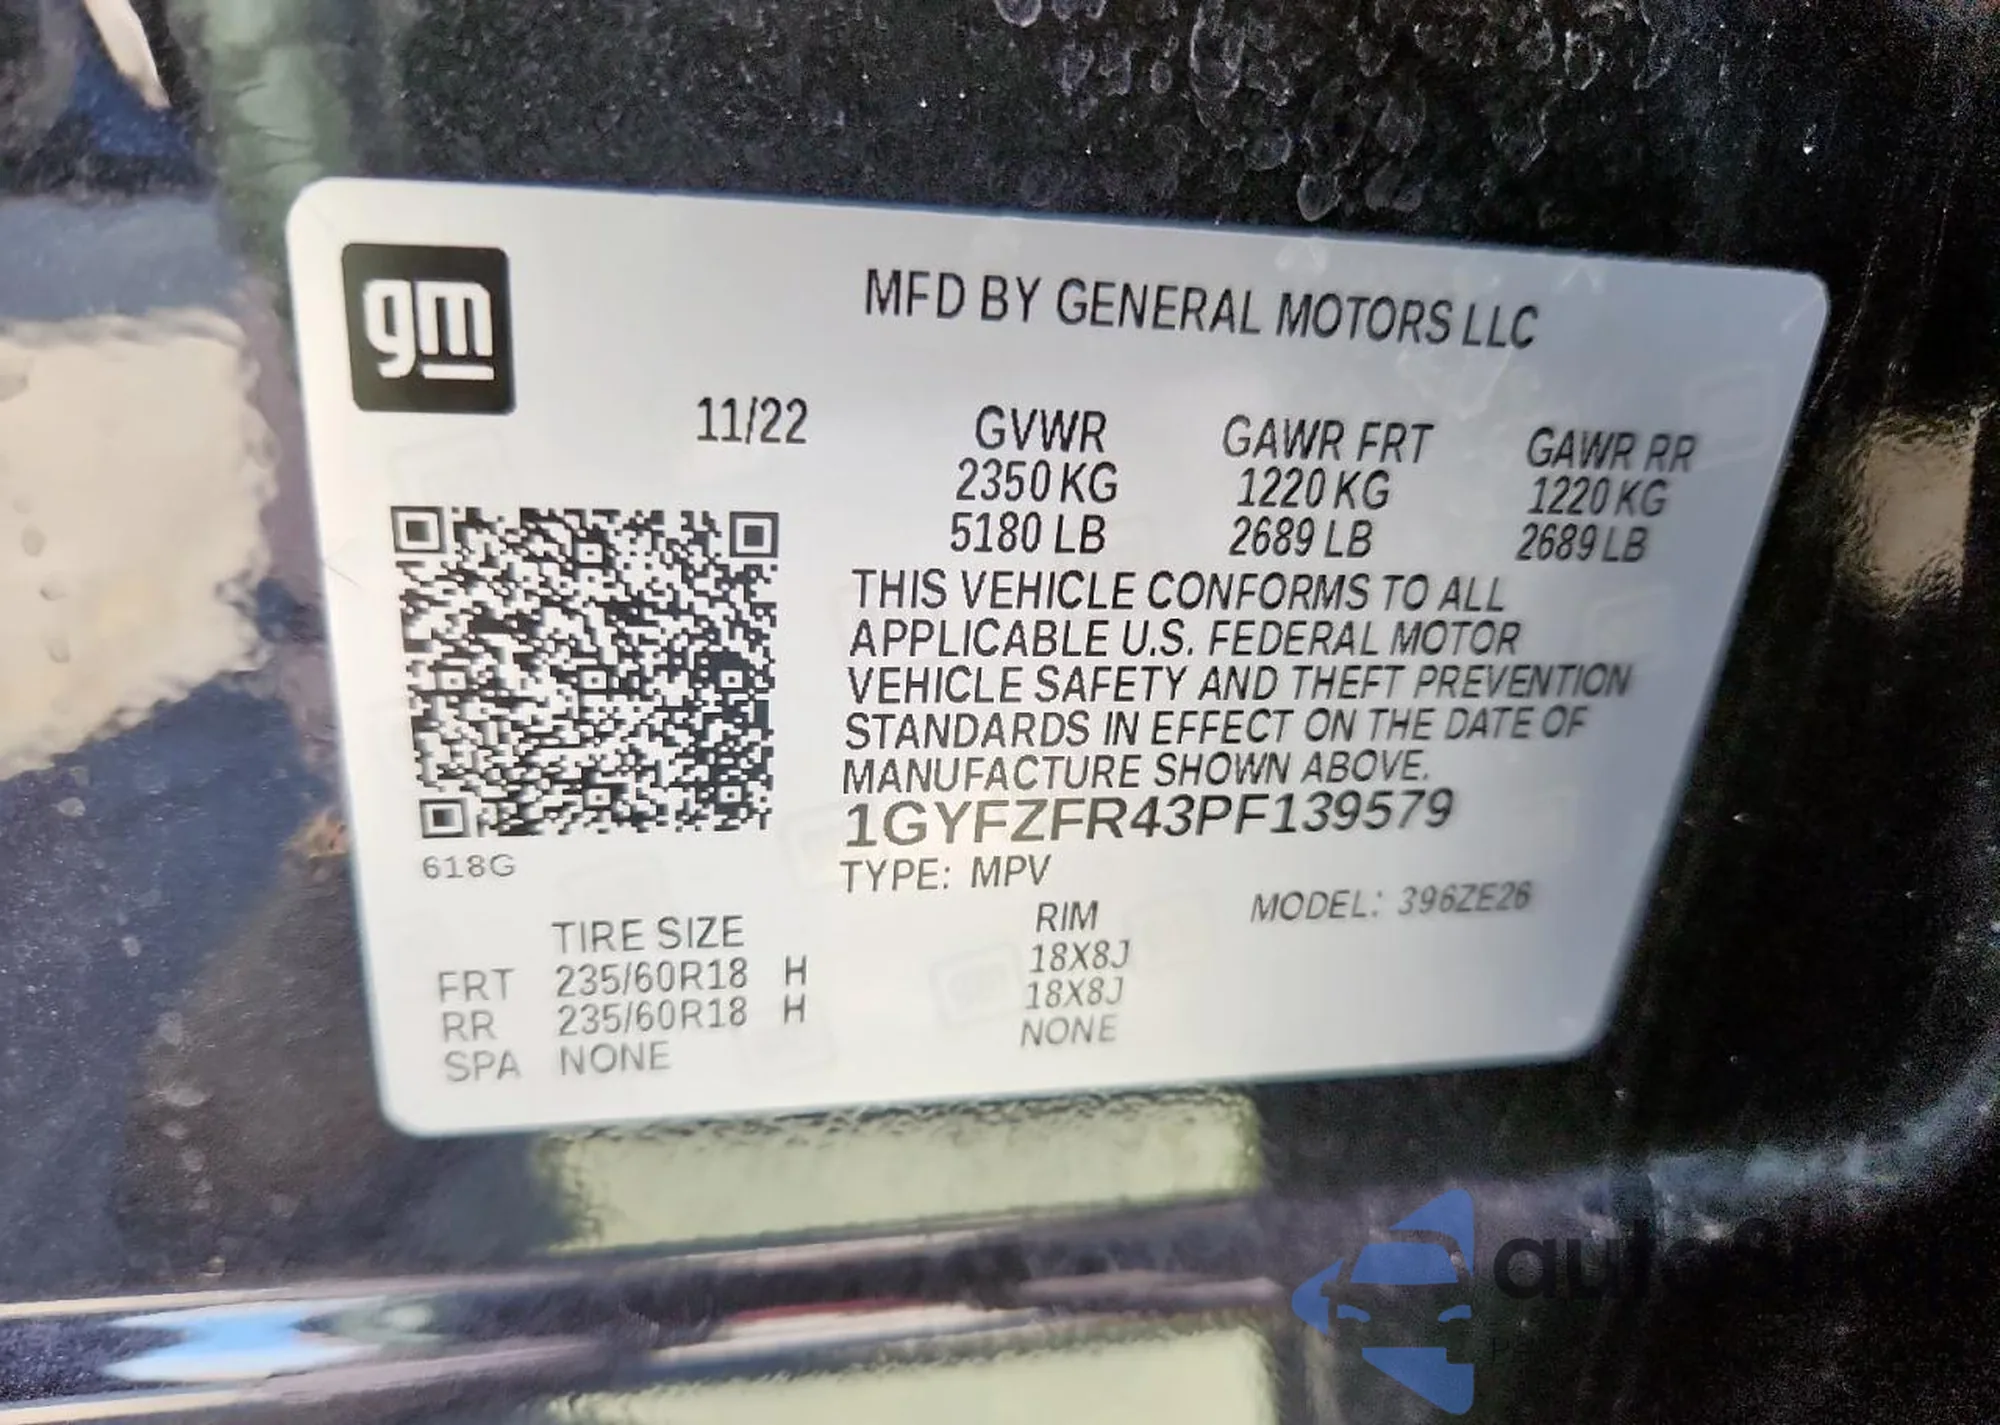 gm
MFD BY GENERAL MOTORS LLC
11/22
GVWR GAWR FRT GAWR RR
2350 KG 1220 KG 1220 KG
5180 LB 2689 LB 2689 LB
THIS VEHICLE CONFORMS TO ALL
APPLICABLE U.S. FEDERAL MOTOR
VEHICLE SAFETY AND THEFT PREVENTION
STANDARDS IN EFFECT ON THE DATE OF
MANUFACTURE SHOWN ABOVE.
1GYFZFR43PF139579
618G
TYPE: MPV MODEL: 396ZE26
TIRE SIZE RIM
FRT 235/60R18 H 18X8J
RR 235/60R18 H 18X8J
SPA NONE NONE